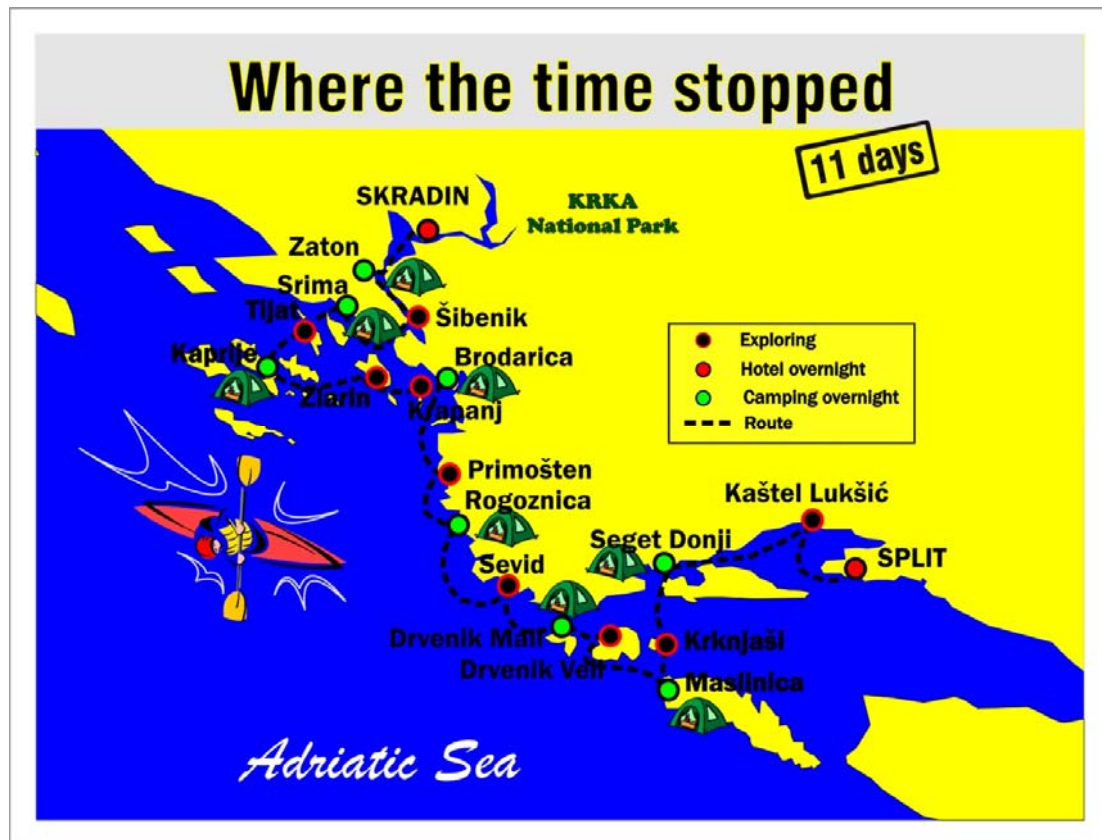 Where the time stopped
11 days
SKRADIN
KRKA
National Park
Zaton
Srima
Tijat
Šibenik
Kaprije
Brodarica
Zlarin
Krapanj
Exploring
Hotel overnight
Camping overnight
Route
Primošten
Rogoznica
Kaštel Lukšić
Seget Donji
SPLIT
Sevid
Drvenik Mali
Krknjaši
Drvenik Veli
Maslinica
Adriatic Sea